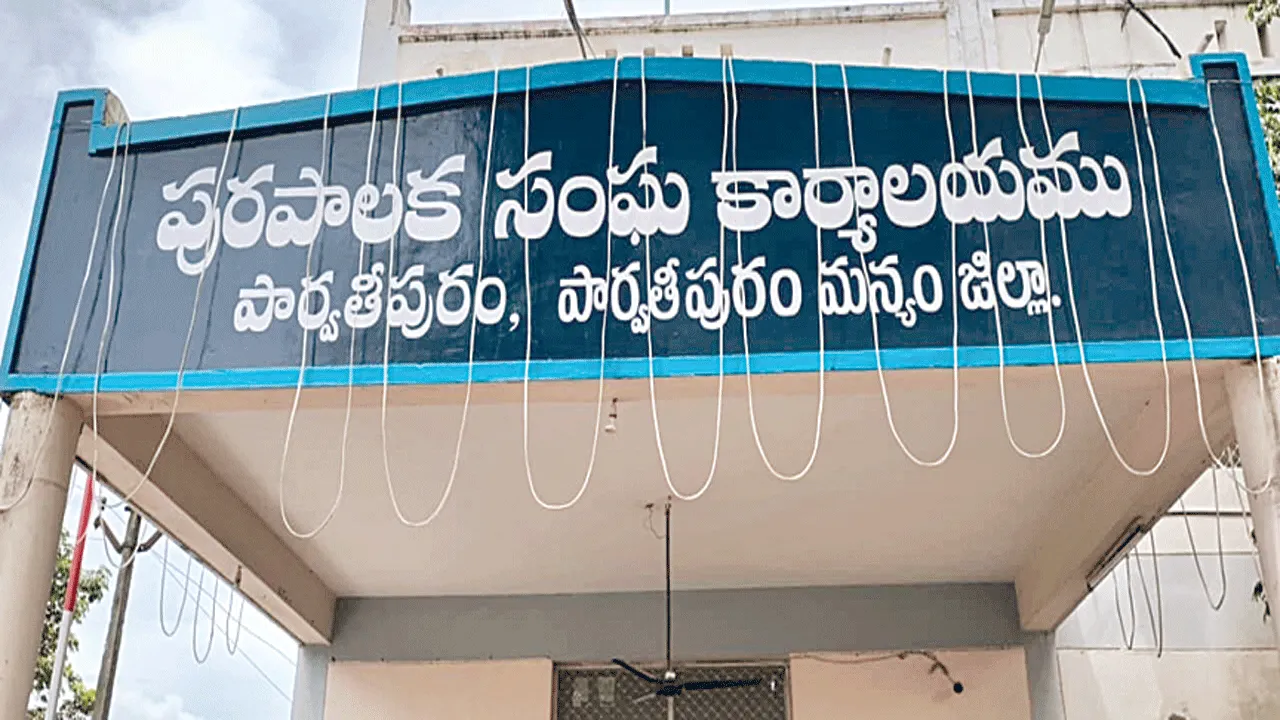 పురపాలక సంఘ కార్యాలయము
పార్వతీపురం, పార్వతీపురం మన్యం జిల్లా.